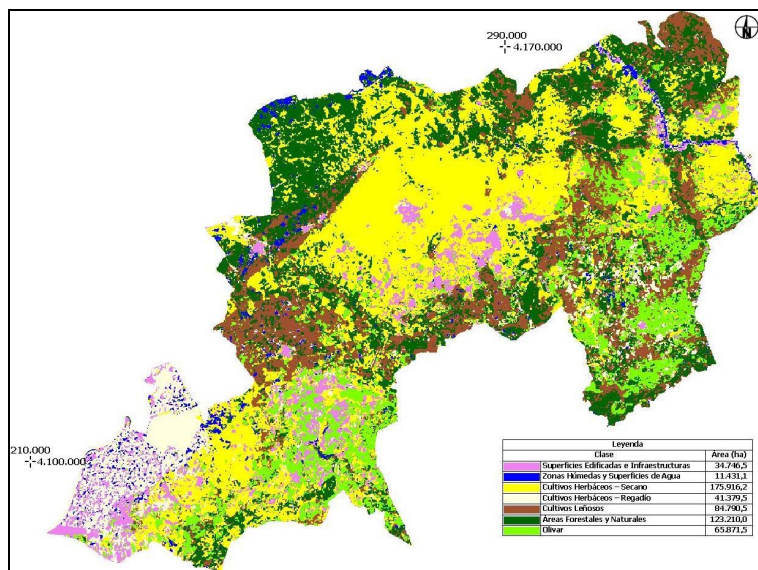 N
290.000
4.170.000
210.000
4.100.000
Leyenda
Clase Área (ha)
Superficies Edificadas e Infraestructuras 34.746,5
Zonas Húmedas y Superficies de Agua 11.431,1
Cultivos Herbáceos – Secano 175.916,2
Cultivos Herbáceos – Regadío 41.379,5
Cultivos Leñosos 84.790,5
Áreas Forestales y Naturales 123.210,0
Olivar 65.871,5